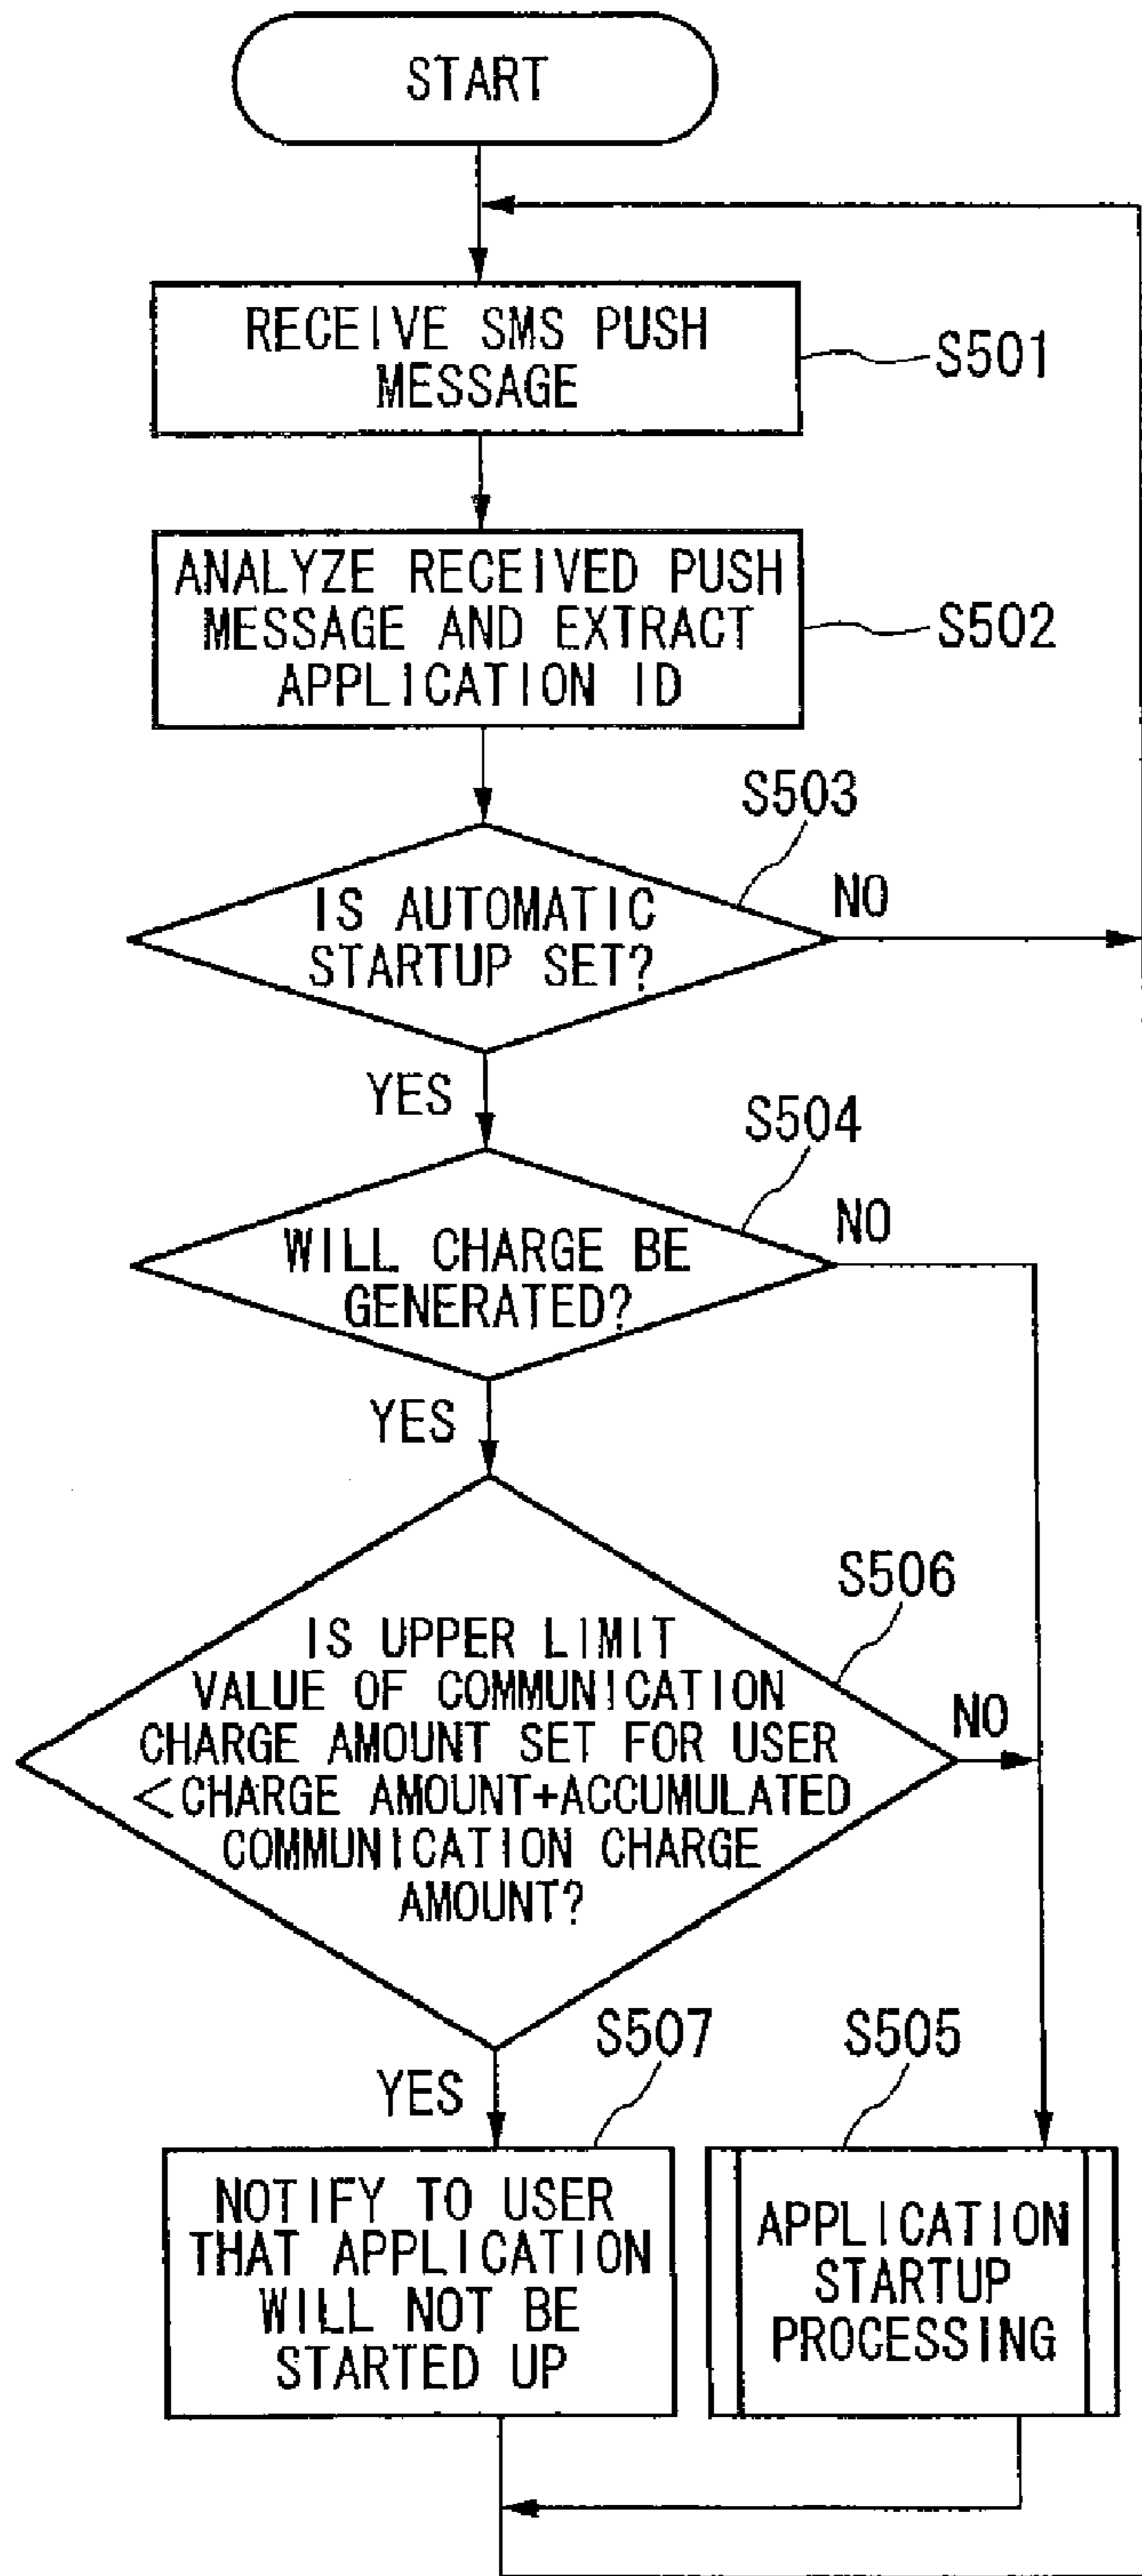 START
RECEIVE SMS PUSH
MESSAGE
S501
ANALYZE RECEIVED PUSH
MESSAGE AND EXTRACT
APPLICATION ID
S502
S503
IS AUTOMATIC
STARTUP SET?
NO
YES
S504
WILL CHARGE BE
GENERATED?
NO
YES
S506
IS UPPER LIMIT
VALUE OF COMMUNICATION
CHARGE AMOUNT SET FOR USER
<CHARGE AMOUNT+ACCUMULATED
COMMUNICATION CHARGE
AMOUNT?
NO
YES
S507
NOTIFY TO USER
THAT APPLICATION
WILL NOT BE
STARTED UP
S505
APPLICATION
STARTUP
PROCESSING